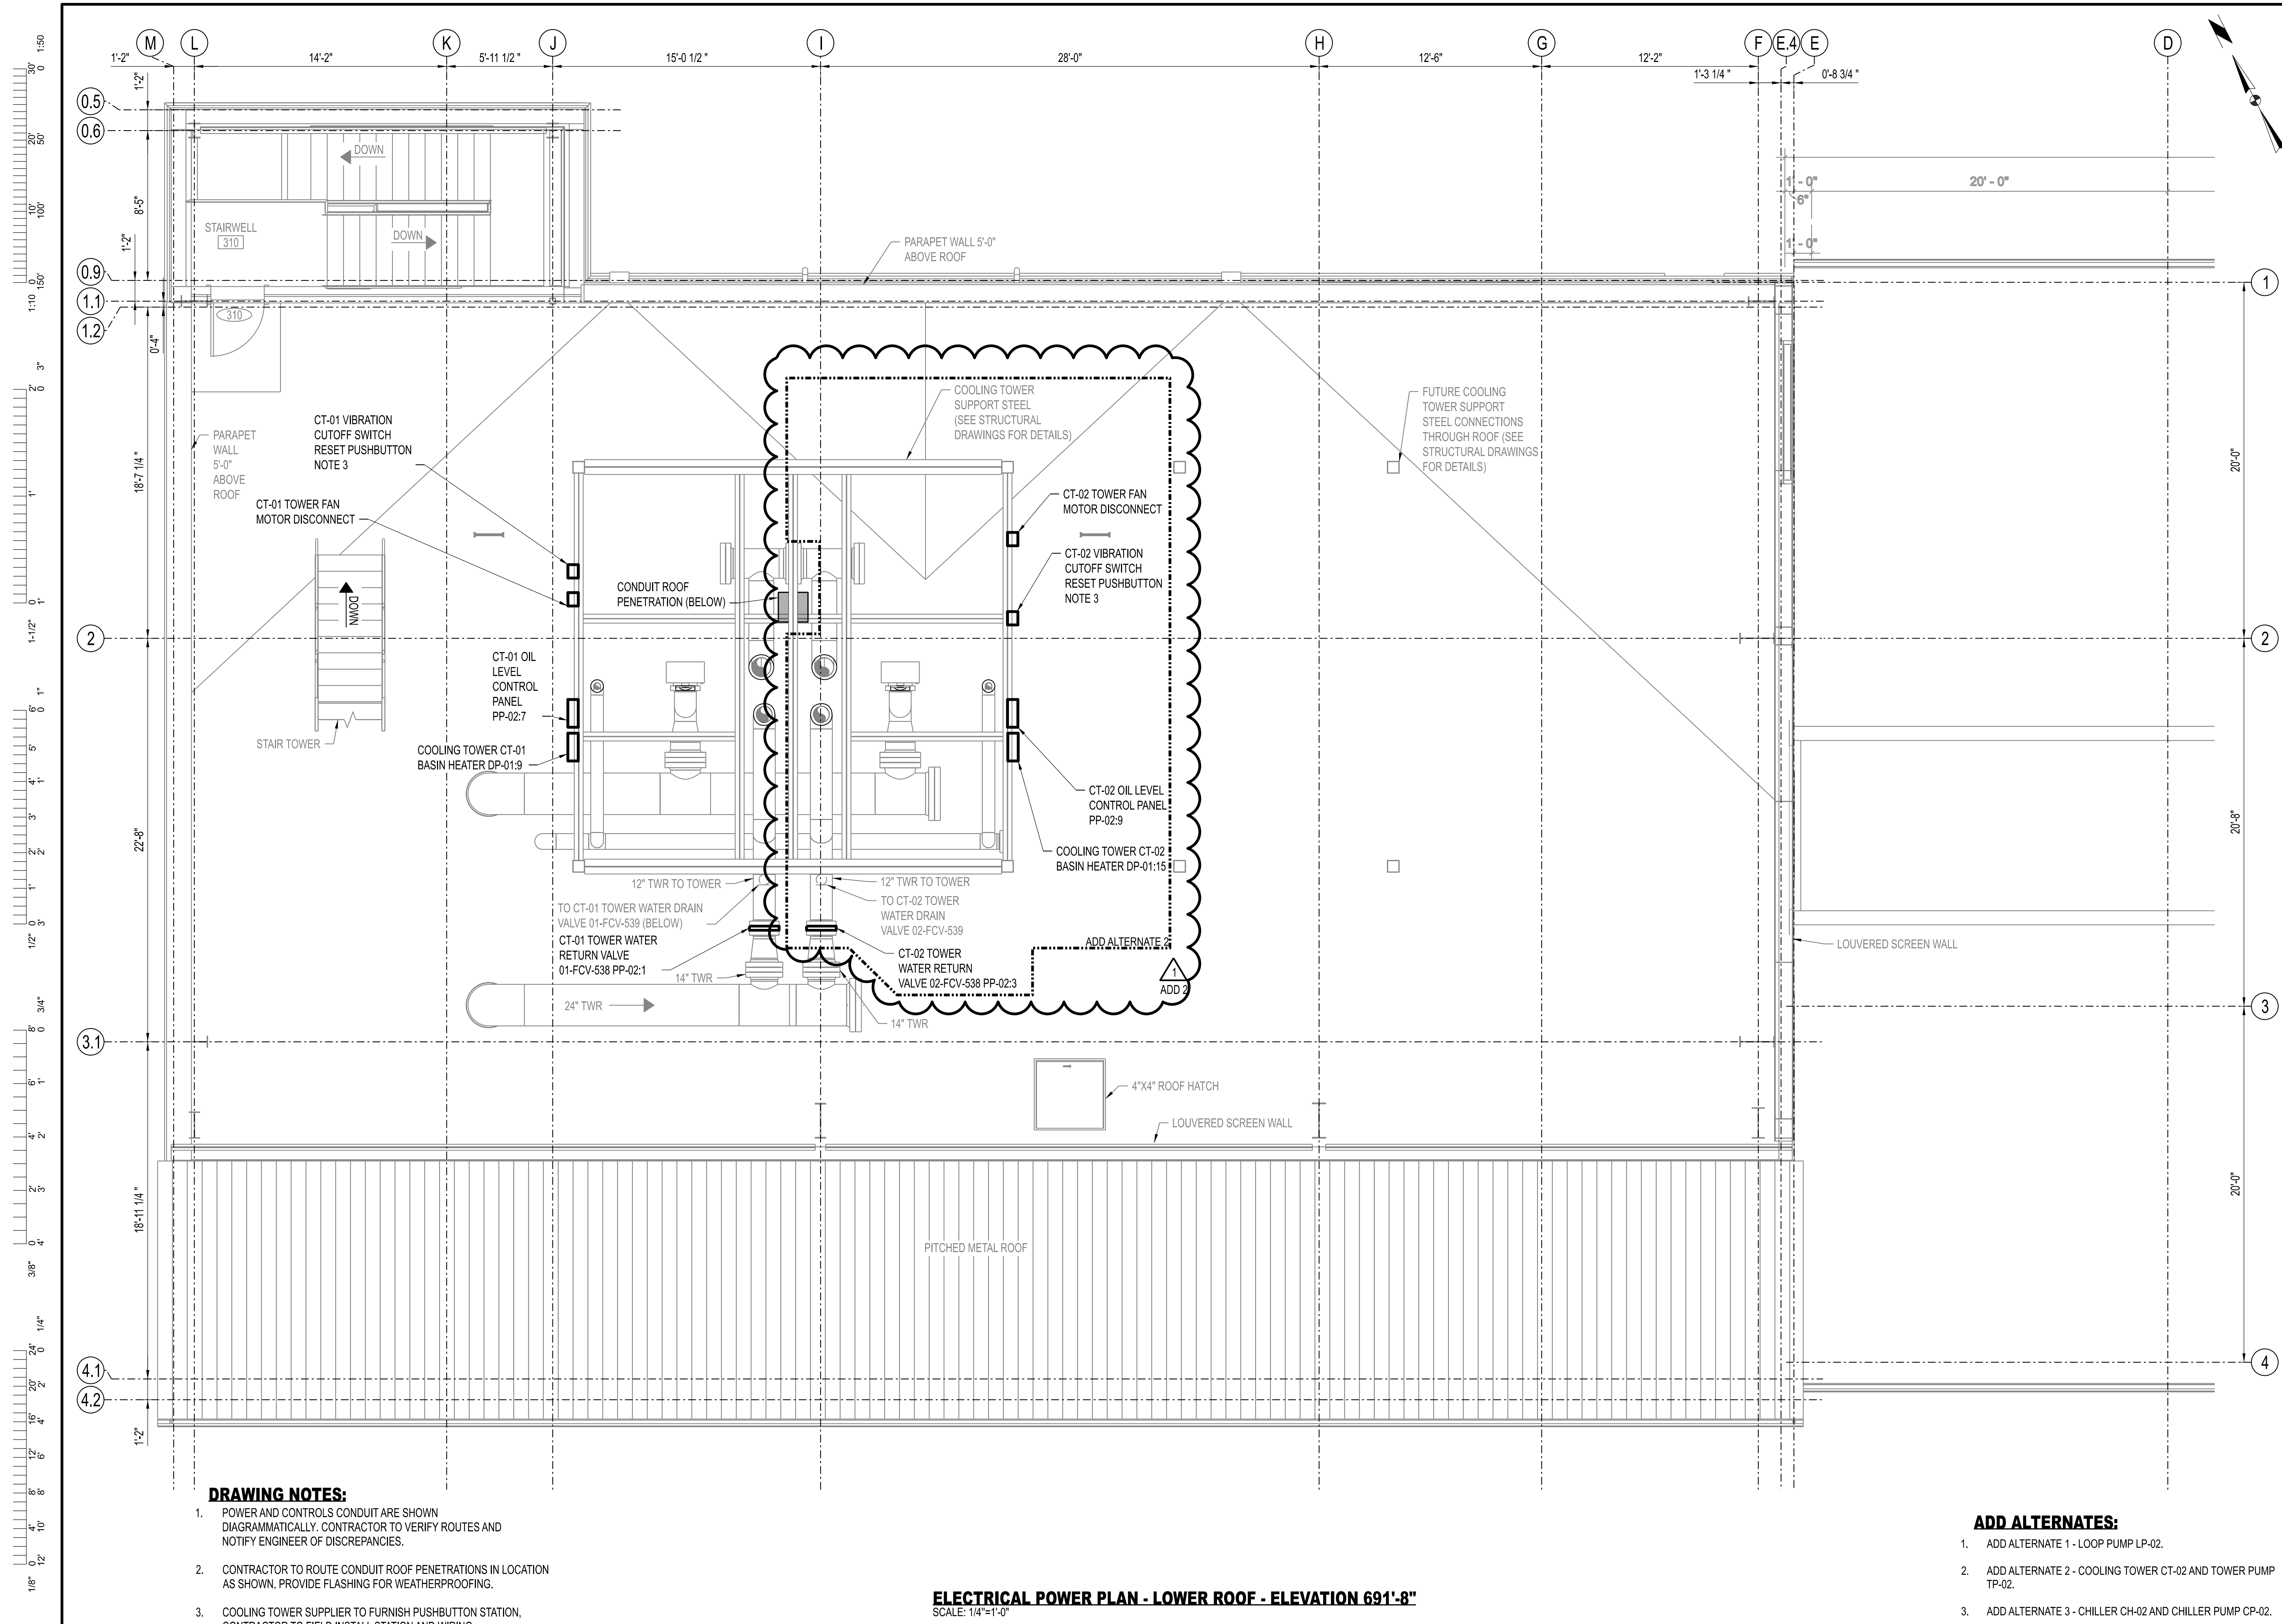 M
L
K
J
I
H
G
F
E.4
E
D
1'-2"
14'-2"
5'-11 1/2 "
15'-0 1/2 "
28'-0"
12'-6"
12'-2"
1'-3 1/4 "
0'-8 3/4 "
0.5
0.6
0.9
1.1
1.2
2
3.1
4.1
4.2
1'-2"
8'-5"
1'-2"
0'-4"
18'-7 1/4 "
22'-8"
18'-11 1/4 "
1'-2"
1
2
3
4
20'-0"
20'-8"
20'-0"
1' - 0"
20' - 0"
6"
1' - 0"
DOWN
STAIRWELL
310
DOWN
310
PARAPET WALL 5'-0"
ABOVE ROOF
PARAPET
WALL
5'-0"
ABOVE
ROOF
CT-01 VIBRATION
CUTOFF SWITCH
RESET PUSHBUTTON
NOTE 3
CT-01 TOWER FAN
MOTOR DISCONNECT
COOLING TOWER
SUPPORT STEEL
(SEE STRUCTURAL
DRAWINGS FOR DETAILS)
FUTURE COOLING
TOWER SUPPORT
STEEL CONNECTIONS
THROUGH ROOF (SEE
STRUCTURAL DRAWINGS
FOR DETAILS)
CT-02 TOWER FAN
MOTOR DISCONNECT
CT-02 VIBRATION
CUTOFF SWITCH
RESET PUSHBUTTON
NOTE 3
CONDUIT ROOF
PENETRATION (BELOW)
DOWN
STAIR TOWER
CT-01 OIL
LEVEL
CONTROL
PANEL
PP-02:7
COOLING TOWER CT-01
BASIN HEATER DP-01:9
CT-02 OIL LEVEL
CONTROL PANEL
PP-02:9
COOLING TOWER CT-02
BASIN HEATER DP-01:15
12" TWR TO TOWER
12" TWR TO TOWER
TO CT-01 TOWER WATER DRAIN
VALVE 01-FCV-539 (BELOW)
TO CT-02 TOWER
WATER DRAIN
VALVE 02-FCV-539
CT-01 TOWER WATER
RETURN VALVE
01-FCV-538 PP-02:1
CT-02 TOWER
WATER RETURN
VALVE 02-FCV-538 PP-02:3
ADD ALTERNATE 2
1
ADD 2
14" TWR
24" TWR
14" TWR
LOUVERED SCREEN WALL
4"X4" ROOF HATCH
LOUVERED SCREEN WALL
PITCHED METAL ROOF
DRAWING NOTES:
1. POWER AND CONTROLS CONDUIT ARE SHOWN
DIAGRAMMATICALLY. CONTRACTOR TO VERIFY ROUTES AND
NOTIFY ENGINEER OF DISCREPANCIES.
2. CONTRACTOR TO ROUTE CONDUIT ROOF PENETRATIONS IN LOCATION
AS SHOWN. PROVIDE FLASHING FOR WEATHERPROOFING.
3. COOLING TOWER SUPPLIER TO FURNISH PUSHBUTTON STATION,
ELECTRICAL POWER PLAN - LOWER ROOF - ELEVATION 691'-8"
SCALE: 1/4"=1'-0"
ADD ALTERNATES:
1. ADD ALTERNATE 1 - LOOP PUMP LP-02.
2. ADD ALTERNATE 2 - COOLING TOWER CT-02 AND TOWER PUMP
TP-02.
3. ADD ALTERNATE 3 - CHILLER CH-02 AND CHILLER PUMP CP-02.